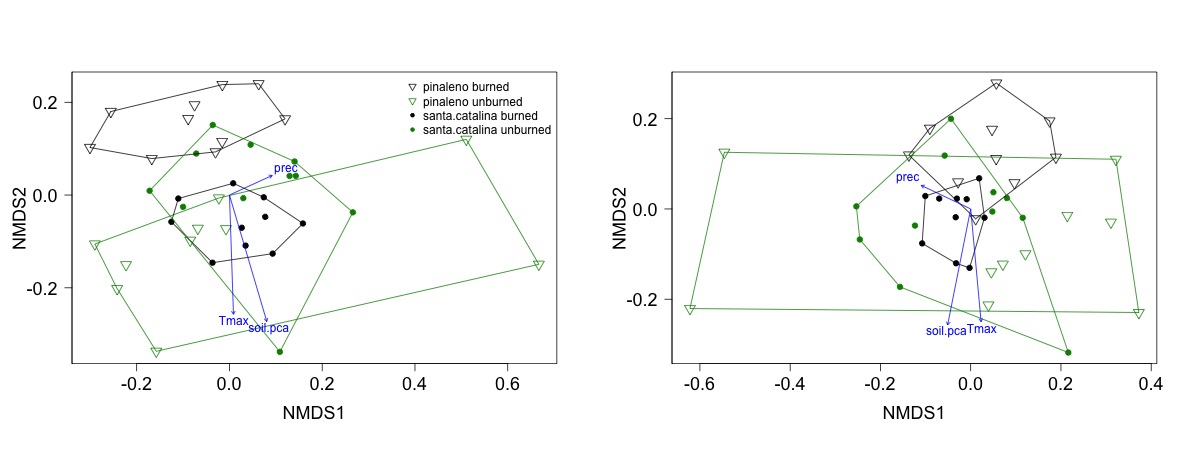 pinaleno burned
pinaleno unburned
santa.catalina burned
santa.catalina unburned
0.2
0.0
-0.2
NMDS2
prec
Tmax
soil.pca
-0.2 0.0 0.2 0.4 0.6
NMDS1
0.2
0.0
-0.2
NMDS2
prec
soil.pca Tmax
-0.6 -0.4 -0.2 0.0 0.2 0.4
NMDS1